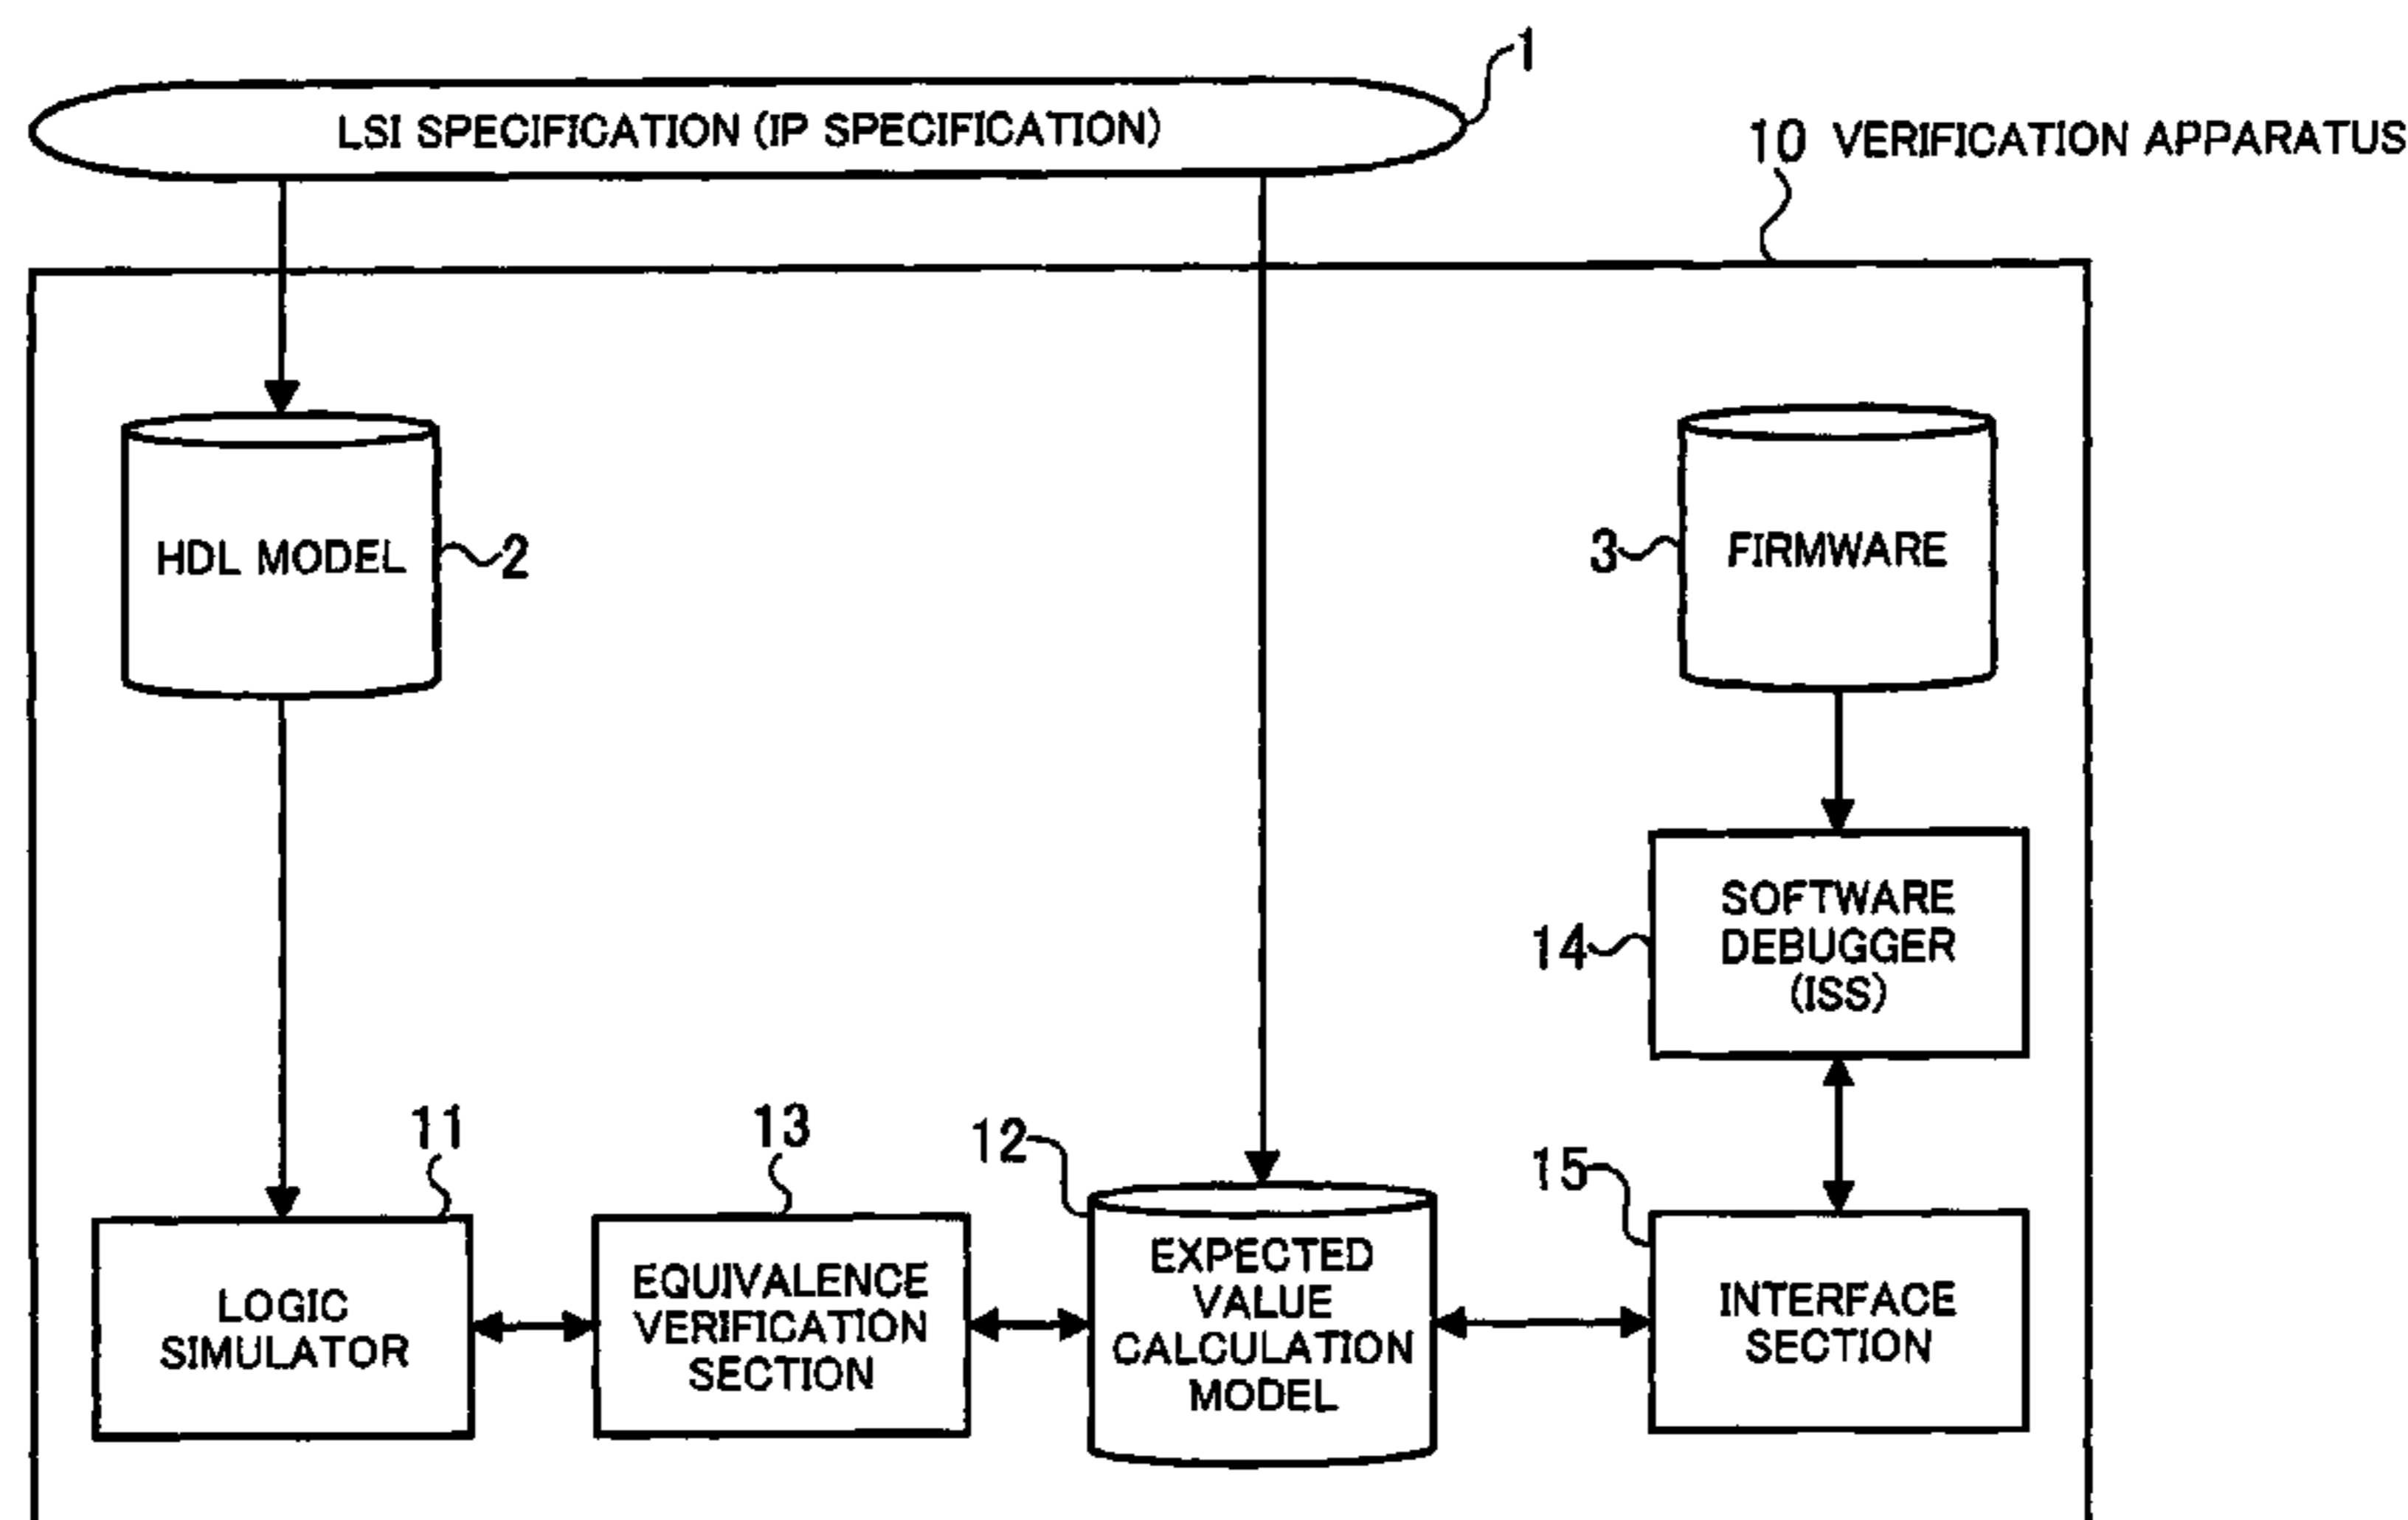 1
LSI SPECIFICATION (IP SPECIFICATION)
10 VERIFICATION APPARATUS
HDL MODEL
2
3
FIRMWARE
14
SOFTWARE
DEBUGGER
(ISS)
11
13
12
15
LOGIC
SIMULATOR
EQUIVALENCE
VERIFICATION
SECTION
EXPECTED
VALUE
CALCULATION
MODEL
INTERFACE
SECTION